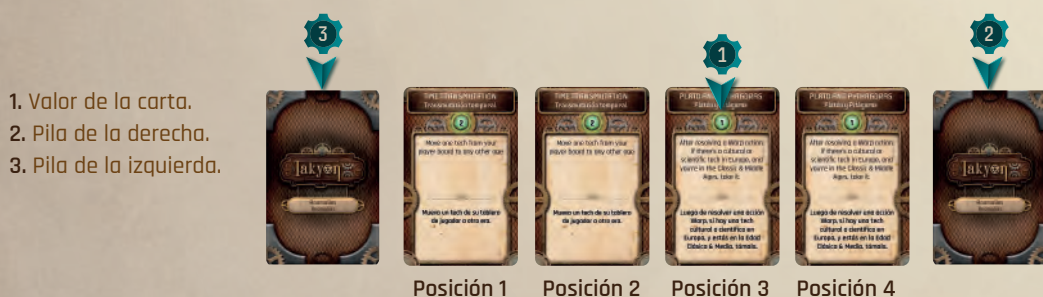 3
1
2
1. Valor de la carta.
2. Pila de la derecha.
3. Pila de la izquierda.
Takyon
TIME TRANSMUTATION
Transmutación temporal
2
Move one tech from your
player board to any other one
Mueva un tech de su tablero
de jugador a otra era.
TIME TRANSMUTATION
Transmutación temporal
2
Move one tech from your
player board to any other one
Mueva un tech de su tablero
de jugador a otra era.
PLATO AND PYTHAGORAS
Platón y Pitágoras
1
After resolving a Warp action,
if there's a cultural or
scientific tech in Europe, and
you're in the Classic & Middle
Ages, take it.
Luego de resolver una acción
Warp, si hay una tech
cultural o científica en
Europa, y estás en la Edad
Clásica & Media, tómala.
PLATO AND PYTHAGORAS
Platón y Pitágoras
1
After resolving a Warp action,
if there's a cultural or
scientific tech in Europe, and
you're in the Classic & Middle
Ages, take it.
Luego de resolver una acción
Warp, si hay una tech
cultural o científica en
Europa, y estás en la Edad
Clásica & Media, tómala.
Takyon
Posición 1
Posición 2
Posición 3
Posición 4